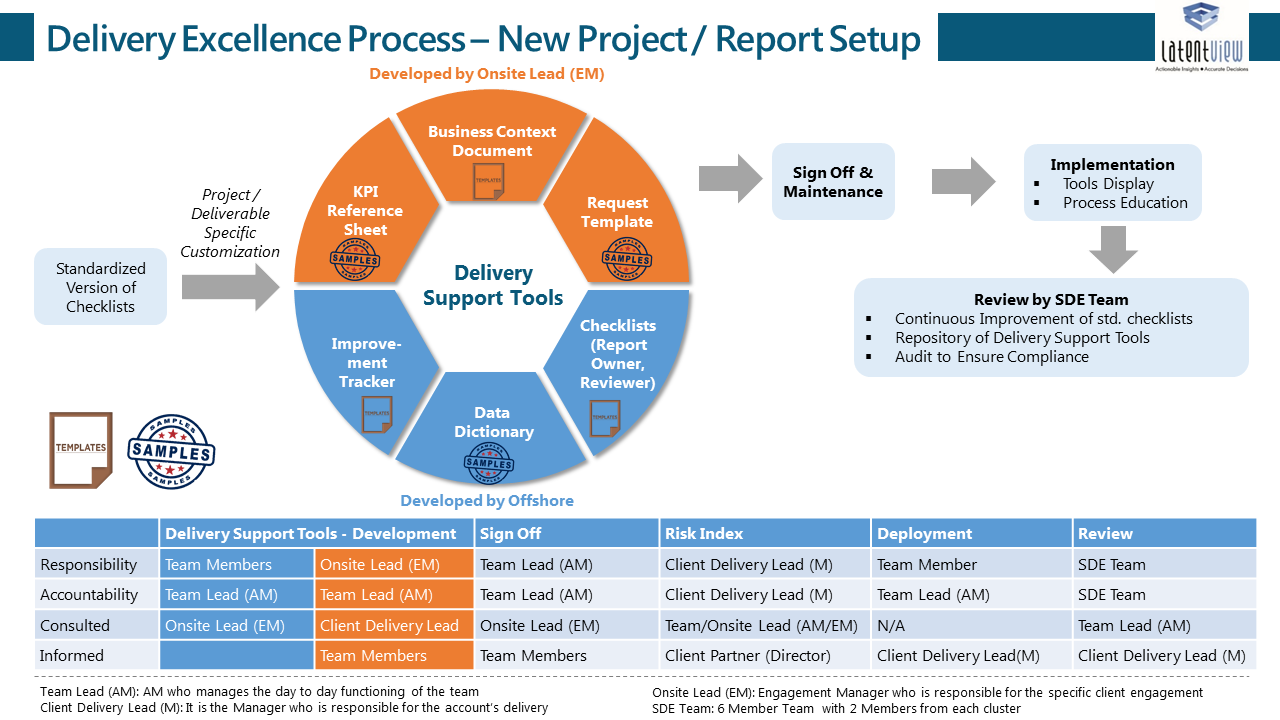 Delivery Excellence Process – New Project / Report Setup
LatentView
Actionable Insights • Accurate Decisions
Developed by Onsite Lead (EM)
Business Context
Document
TEMPLATES
KPI
Reference
Sheet
SAMPLES
SAMPLES
SAMPLES
Request
Template
SAMPLES
SAMPLES
SAMPLES
Project /
Deliverable
Specific
Customization
Standardized
Version of
Checklists
Delivery
Support Tools
Sign Off &
Maintenance
Implementation
▪ Tools Display
▪ Process Education
Review by SDE Team
▪ Continuous Improvement of std. checklists
▪ Repository of Delivery Support Tools
▪ Audit to Ensure Compliance
Improve-
ment
Tracker
TEMPLATES
Data
Dictionary
SAMPLES
SAMPLES
SAMPLES
Checklists
(Report
Owner,
Reviewer)
TEMPLATES
TEMPLATES
SAMPLES
SAMPLES
SAMPLES
Developed by Offshore
Delivery Support Tools - Development Sign Off Risk Index Deployment Review
Responsibility Team Members Onsite Lead (EM) Team Lead (AM) Client Delivery Lead (M) Team Member SDE Team
Accountability Team Lead (AM) Team Lead (AM) Team Lead (AM) Client Delivery Lead (M) Team Lead (AM) SDE Team
Consulted Onsite Lead (EM) Client Delivery Lead Onsite Lead (EM) Team/Onsite Lead (AM/EM) N/A Team Lead (AM)
Informed Team Members Team Members Client Partner (Director) Client Delivery Lead(M) Client Delivery Lead (M)
Team Lead (AM): AM who manages the day to day functioning of the team
Client Delivery Lead (M): It is the Manager who is responsible for the account's delivery
Onsite Lead (EM): Engagement Manager who is responsible for the specific client engagement
SDE Team: 6 Member Team with 2 Members from each cluster